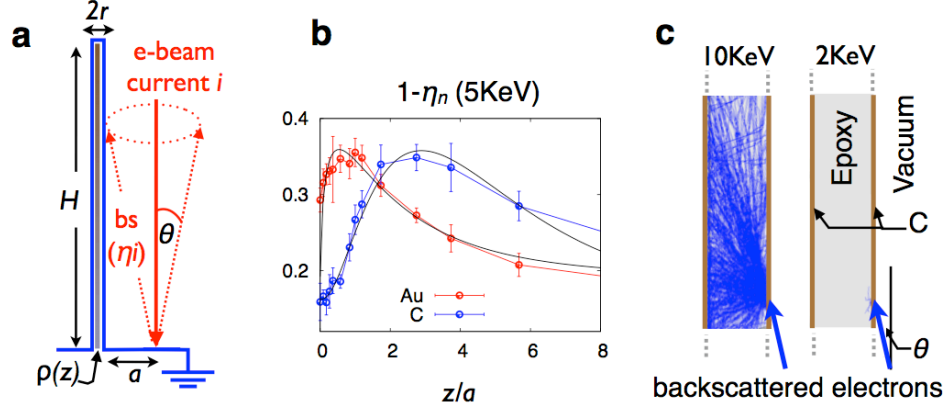 a
2r
e-beam
current i
H
bs
(ηi)
θ
ρ(z)
a
b
1-ηn (5KeV)
0.4
0.3
0.2
Au
C
0 2 4 6 8
z/a
c
10KeV 2KeV
Epoxy
Vacuum
C
θ
backscattered electrons